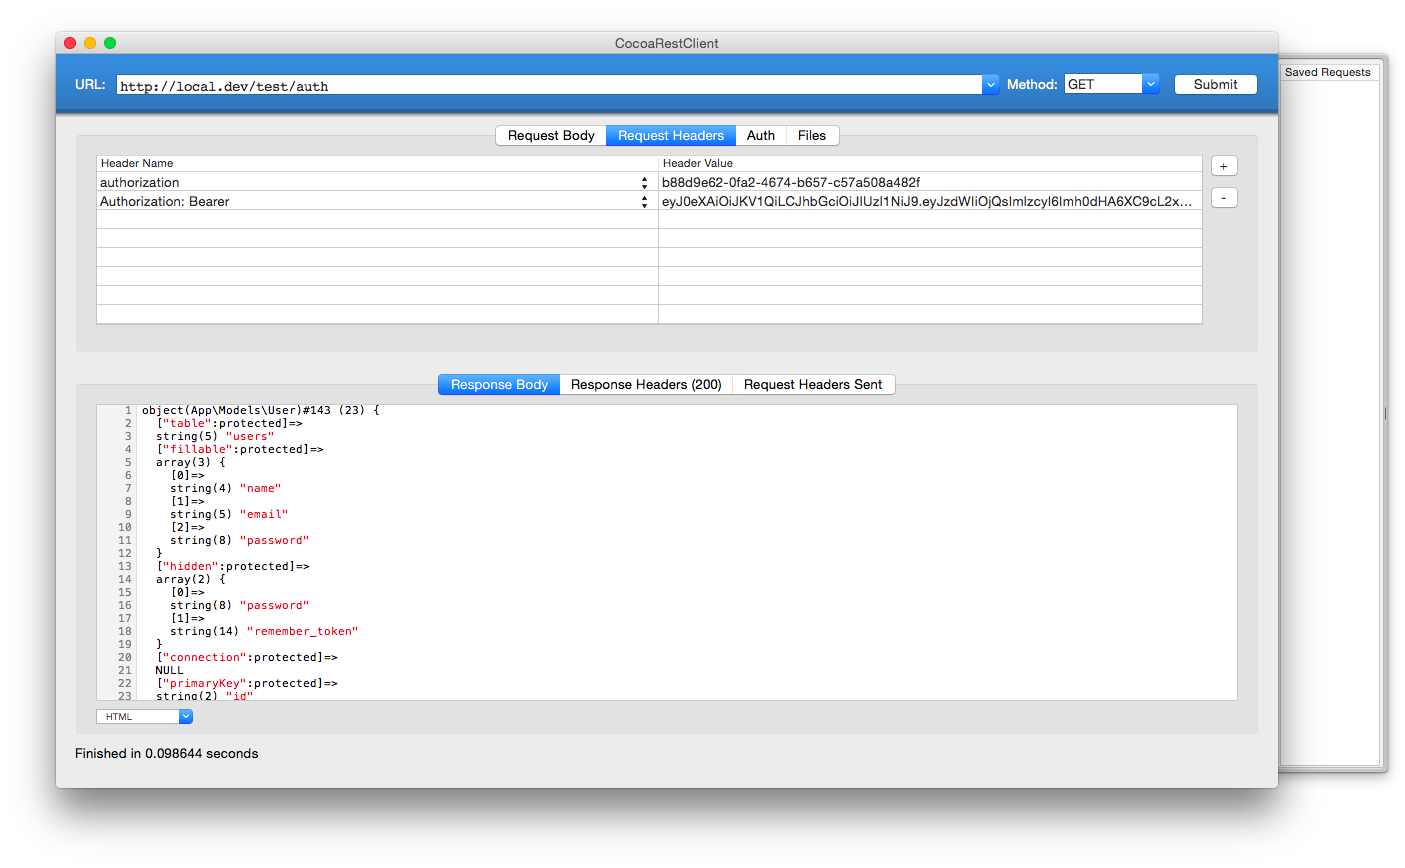 CocoaRestClient
URL: http://local.dev/test/auth Method: GET Submit
Saved Requests
Request Body Request Headers Auth Files
Header Name Header Value
authorization b88d9e62-0fa2-4674-b657-c57a508a482f
Authorization: Bearer eyJ0eXAiOiJKV1QiLCJhbGciOiJIUzI1NiJ9.eyJzdWIiOjQsImlzcyI6Imh0dHA6XC9cL2x...
+
-
Response Body Response Headers (200) Request Headers Sent
1 object(App\Models\User)#143 (23) {
2 ["table":protected]=>
3 string(5) "users"
4 ["fillable":protected]=>
5 array(3) {
6 [0]=>
7 string(4) "name"
8 [1]=>
9 string(5) "email"
10 [2]=>
11 string(8) "password"
12 }
13 ["hidden":protected]=>
14 array(2) {
15 [0]=>
16 string(8) "password"
17 [1]=>
18 string(14) "remember_token"
19 }
20 ["connection":protected]=>
21 NULL
22 ["primaryKey":protected]=>
23 string(2) "id"
HTML
Finished in 0.098644 seconds